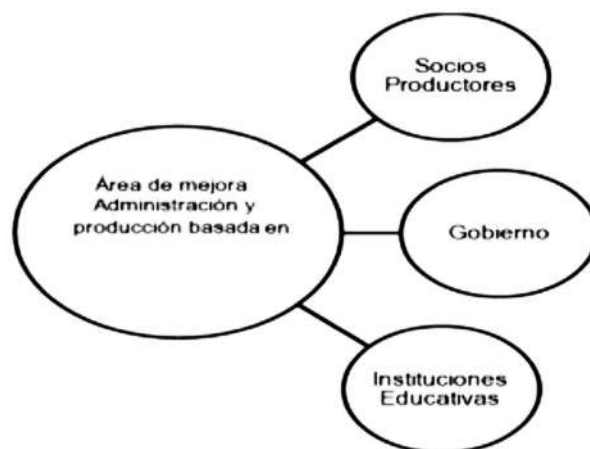 Socios
Productores
Área de mejora
Administración y
producción basada en
Gobierno
Instituciones
Educativas